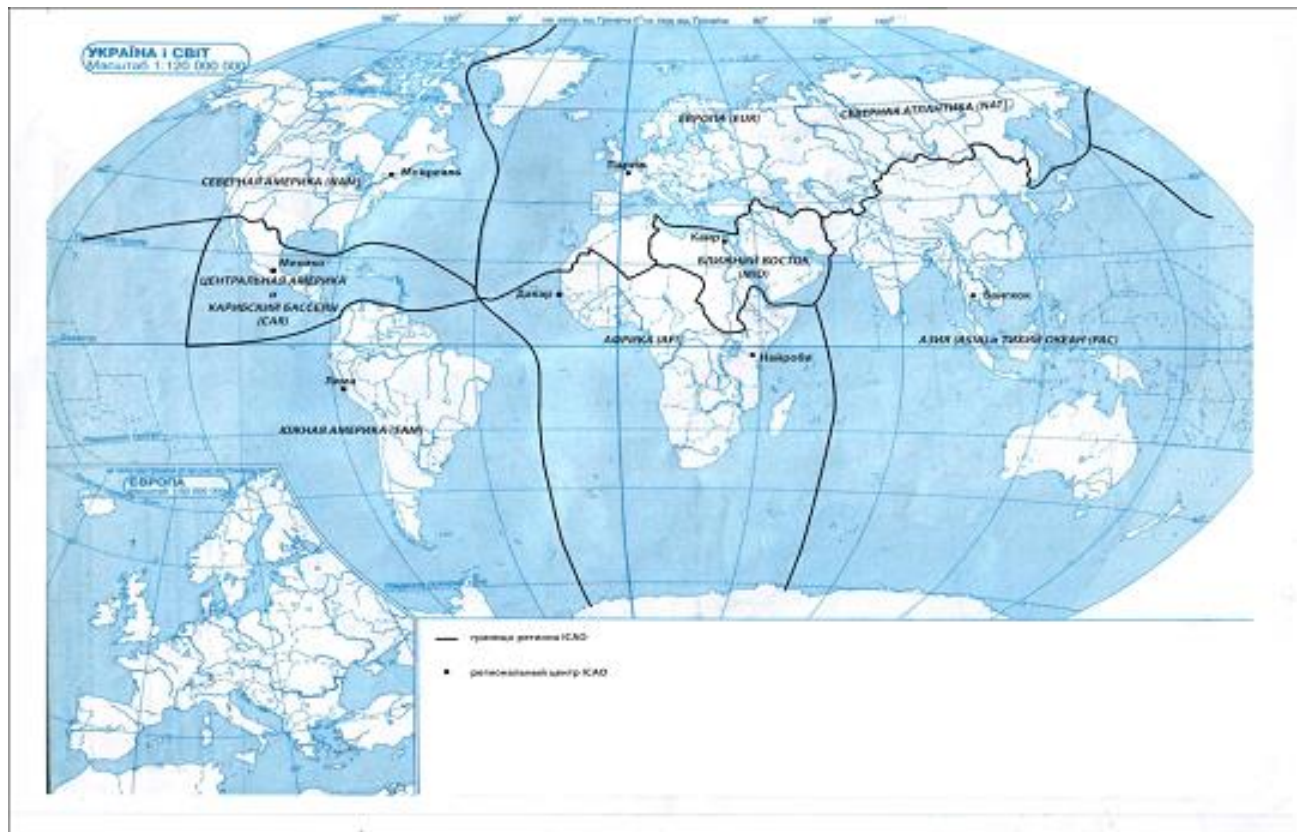 УКРАЇНА І СВІТ
Масштаб 1:120 000 000
ЕВРОПА (EUR)
СЕВЕРНАЯ АТЛАНТИКА (NAT)
Париж
Монреаль
СЕВЕРНАЯ АМЕРИКА (NAM)
Каир
БЛИЖНИЙ ВОСТОК
(MID)
Мехико
ЦЕНТРАЛЬНАЯ АМЕРИКА
и
КАРИБСКИЙ БАССЕЙН
(CAR)
Дакар
Бангкок
АФРИКА (AFI)
АЗИЯ (ASIA) и ТИХИЙ ОКЕАН (PAC)
Найроби
Лима
ЮЖНАЯ АМЕРИКА (SAM)
ЄВРОПА
граница региона ICAO
региональный центр ICAO